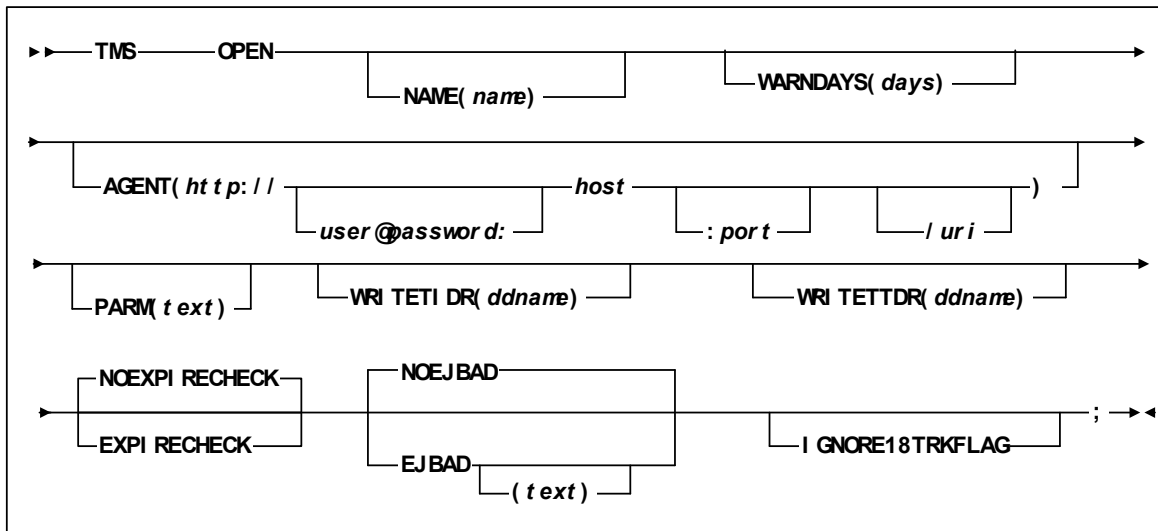 TMS OPEN
NAME( name) WARNDAYS( days)
AGENT( http: // host )
user @password: : port / uri
PARM( text) WRITETIDR( ddname) WRITETTDR( ddname)
NOEXPIRECHECK NOEJBAD
;
EXPIRECHECK EJBAD IGNORE18TRKFLAG
( text)